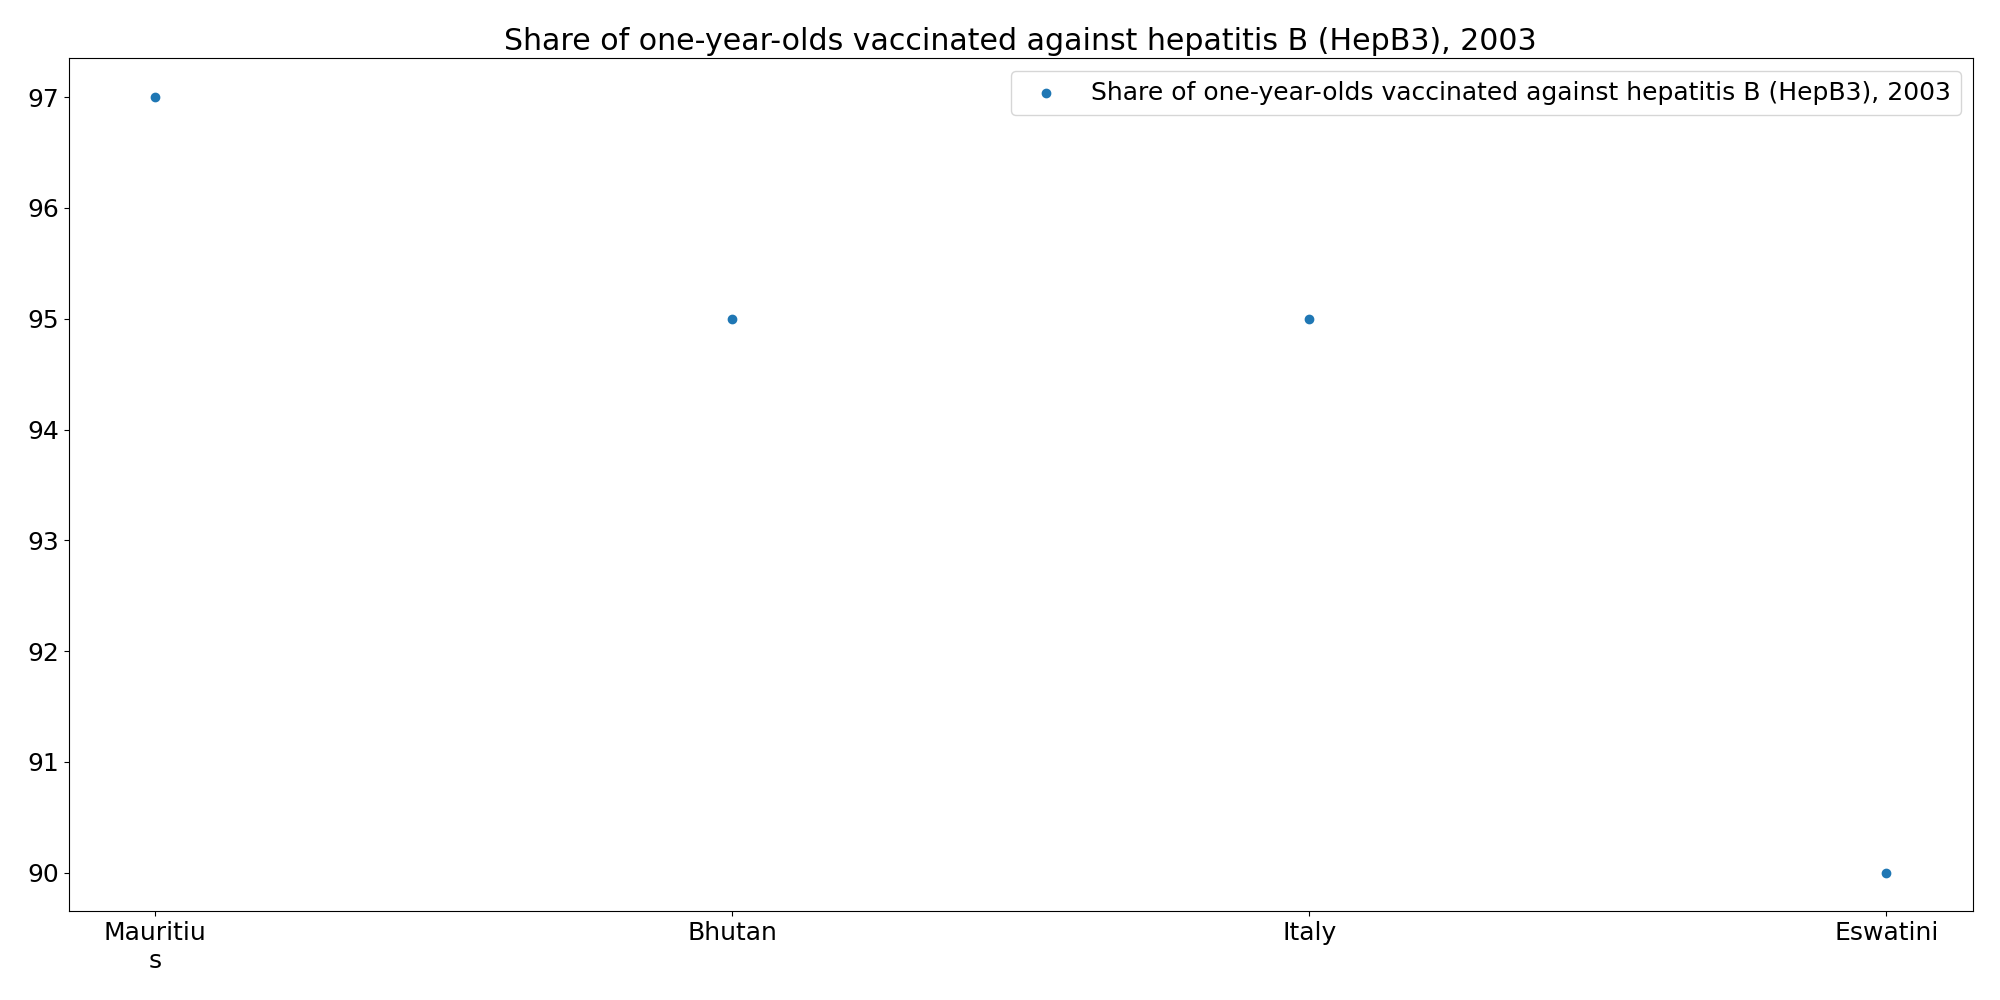 Share of one-year-olds vaccinated against hepatitis B (HepB3), 2003
Share of one-year-olds vaccinated against hepatitis B (HepB3), 2003
97
96
95
94
93
92
91
90
Mauritiu
s
Bhutan
Italy
Eswatini